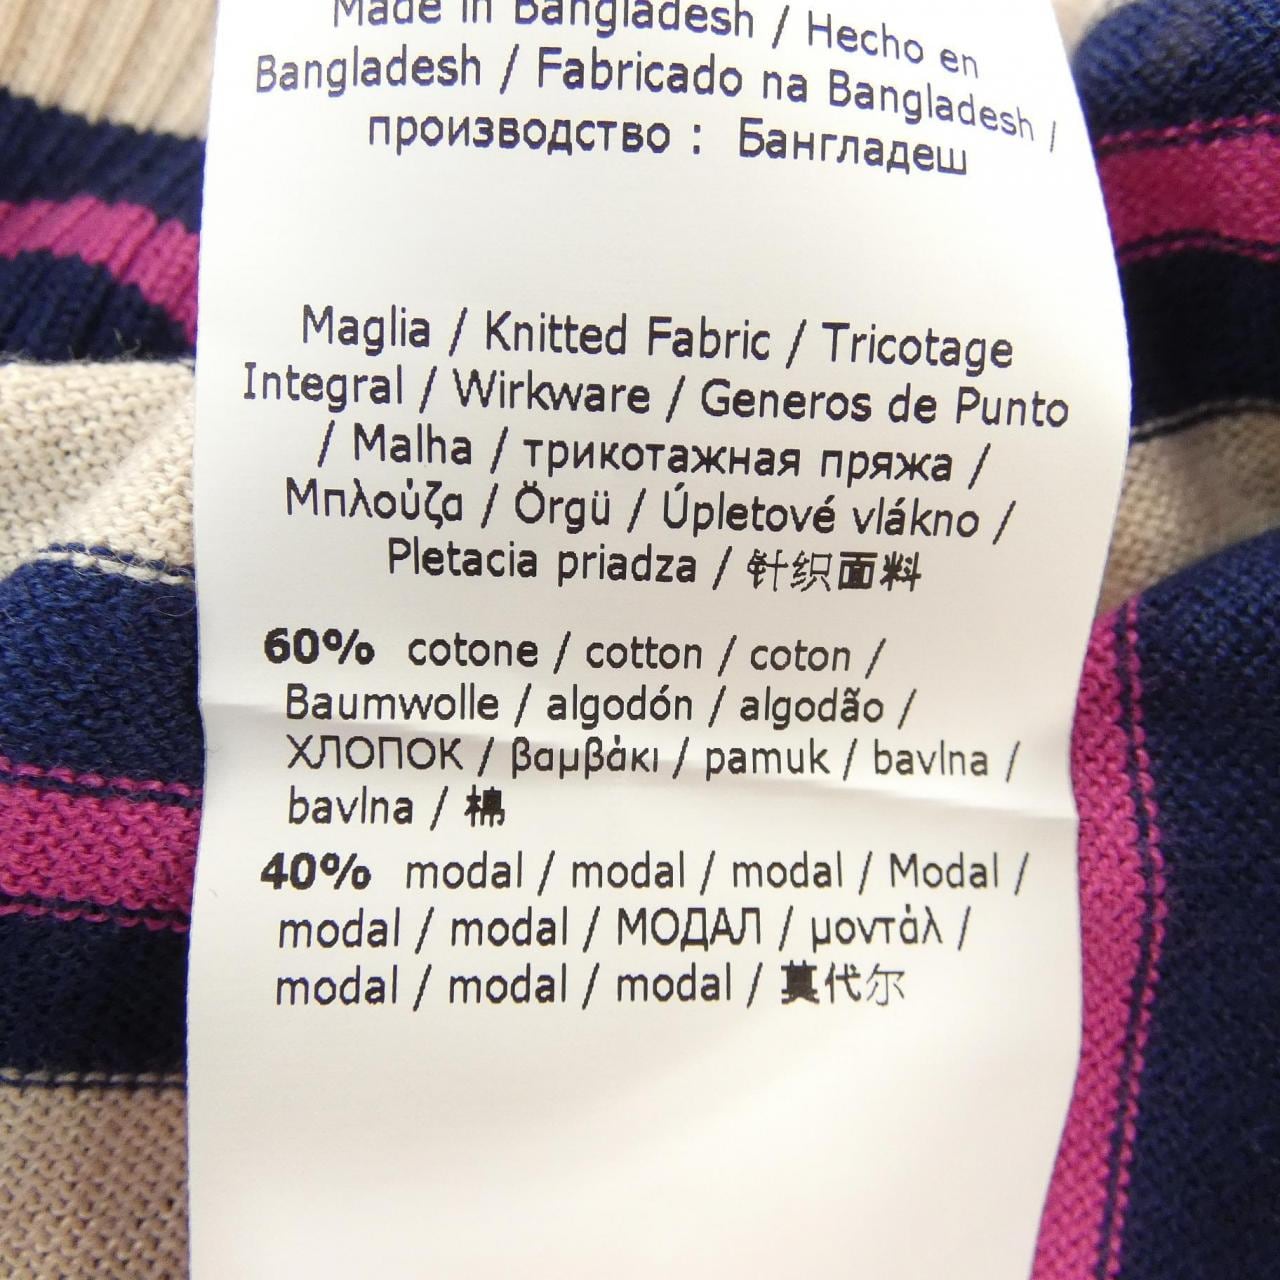 Made in Bangladesh / Hecho en
Bangladesh / Fabricado na Bangladesh /
производство : Бангладеш
Maglia / Knitted Fabric / Tricotage
Integral / Wirkware / Generos de Punto
/ Malha / трикотажная пряжа /
Μπλούζα / Örgü / Úpletové vlákno /
Pletacia priadza / 针织面料
60% cotone / cotton / coton /
Baumwolle / algodón / algodão /
ХЛОПОК / βαμβάκι / pamuk / bavlna /
bavlna / 棉
40% modal / modal / modal / Modal /
modal / modal / МОДАЛ / μοντάλ /
modal / modal / modal / 莫代尔